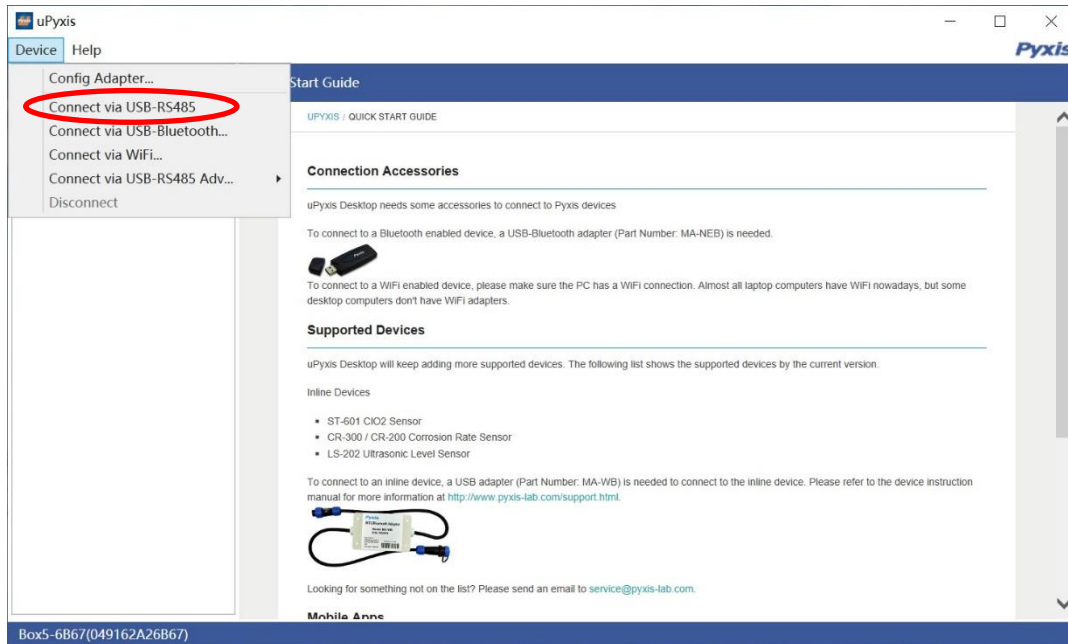 uPyxis
Device Help
Pyxis
Config Adapter...
Connect via USB-RS485
Connect via USB-Bluetooth...
Connect via WiFi...
Connect via USB-RS485 Adv...
Disconnect
Start Guide
UPYXIS / QUICK START GUIDE
Connection Accessories
uPyxis Desktop needs some accessories to connect to Pyxis devices
To connect to a Bluetooth enabled device, a USB-Bluetooth adapter (Part Number: MA-NEB) is needed.
To connect to a WiFi enabled device, please make sure the PC has a WiFi connection. Almost all laptop computers have WiFi nowadays, but some
desktop computers don't have WiFi adapters.
Supported Devices
uPyxis Desktop will keep adding more supported devices. The following list shows the supported devices by the current version.
Inline Devices
ST-601 ClO2 Sensor
CR-300 / CR-200 Corrosion Rate Sensor
LS-202 Ultrasonic Level Sensor
To connect to an inline device, a USB adapter (Part Number: MA-WB) is needed to connect to the inline device. Please refer to the device instruction
manual for more information at http://www.pyxis-lab.com/support.html.
Pyxis
Looking for something not on the list? Please send an email to service@pyxis-lab.com.
Mobile Apps
Box5-6B67(049162A26B67)